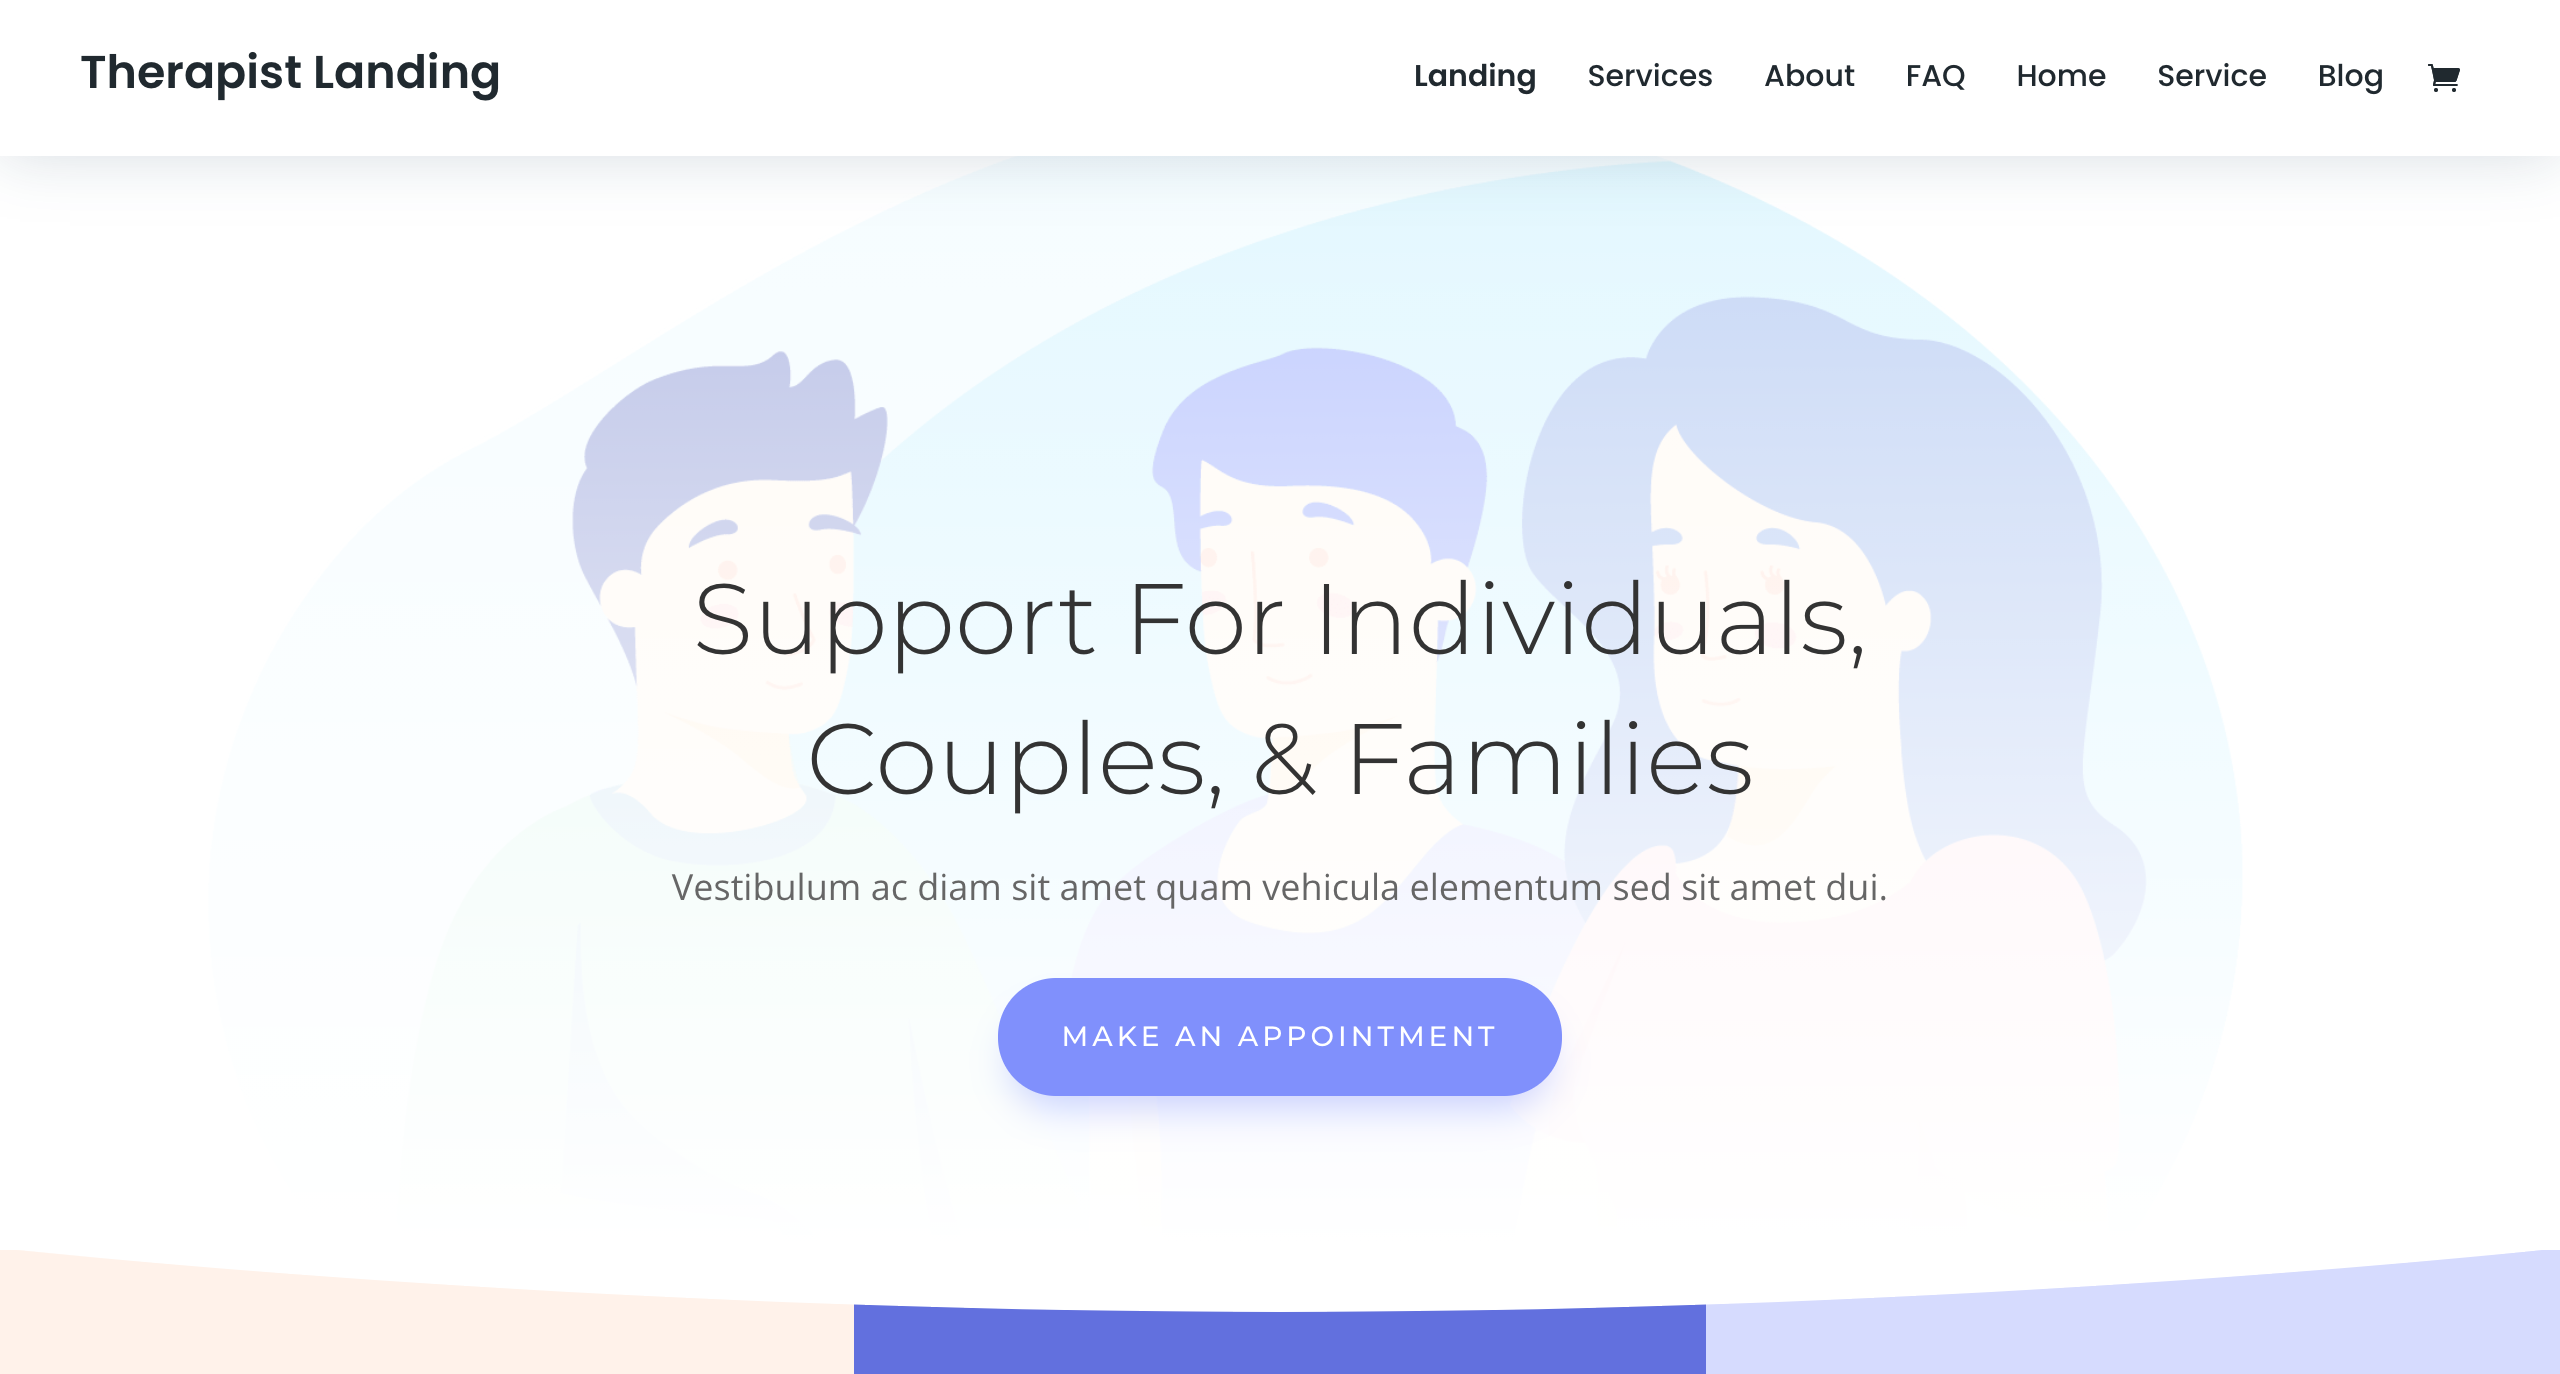 Therapist Landing
Landing Services About FAQ Home Service Blog
Support For Individuals,
Couples, & Families
Vestibulum ac diam sit amet quam vehicula elementum sed sit amet dui.
MAKE AN APPOINTMENT